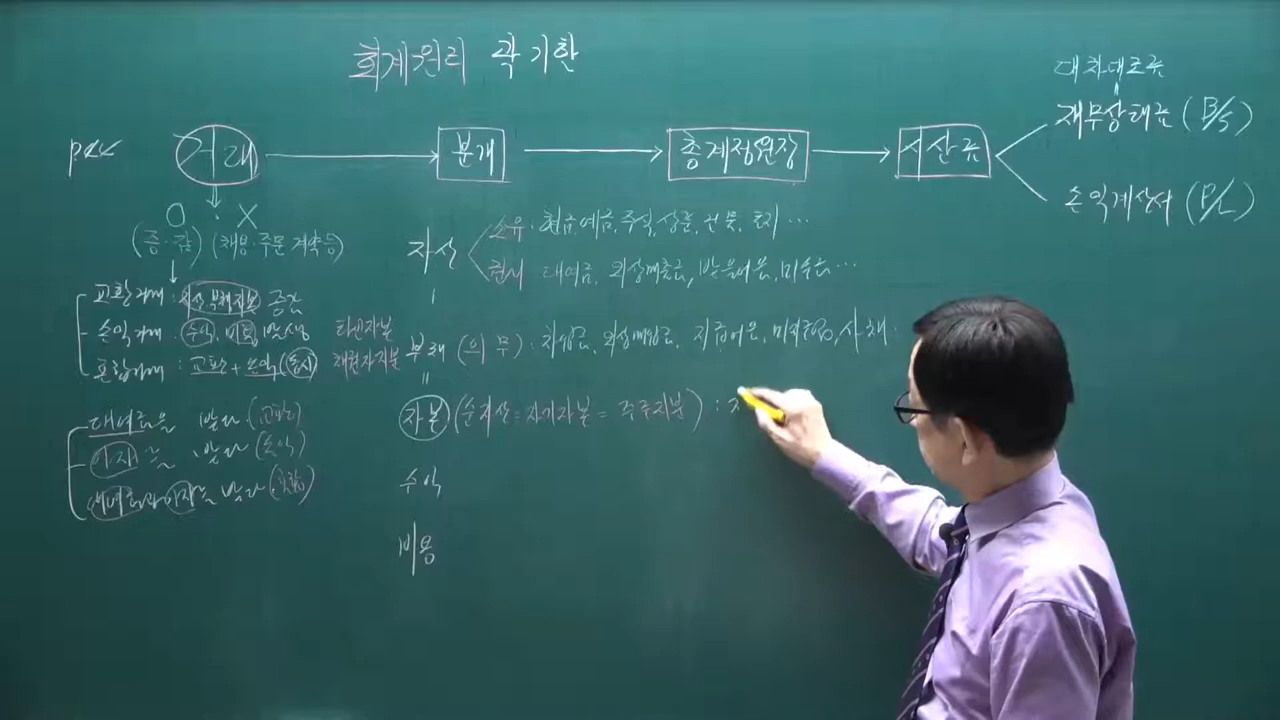 회계원리 곽기환
대차대조표
=
재무상태표 (B/S)
거래 → 분개 → 총계정원장 → 시산표
손익계산서 (P/L)
O · X
(증·감) (채용·주문 계약 등)
자산
소유 : 현금, 예금, 주식, 상품, 건물, 토지 ...
권리 대여금, 외상매출금, 받을어음, 미수금 ...
교환거래 : 자산 부채 자본 증감
손익거래 : 수익, 비용 발생 타인자본
혼합거래 : 교환 + 손익 (동시) 채권자지분
부채 (의무) : 차입금, 외상매입금, 지급어음, 미지급금, 사채
=
자본 (순자산 = 자기자본 = 주주지분) :
대여금을 받다 (교환)
이자를 받다 (손익)
대여금과 이자를 받다 (혼합)
수익
비용